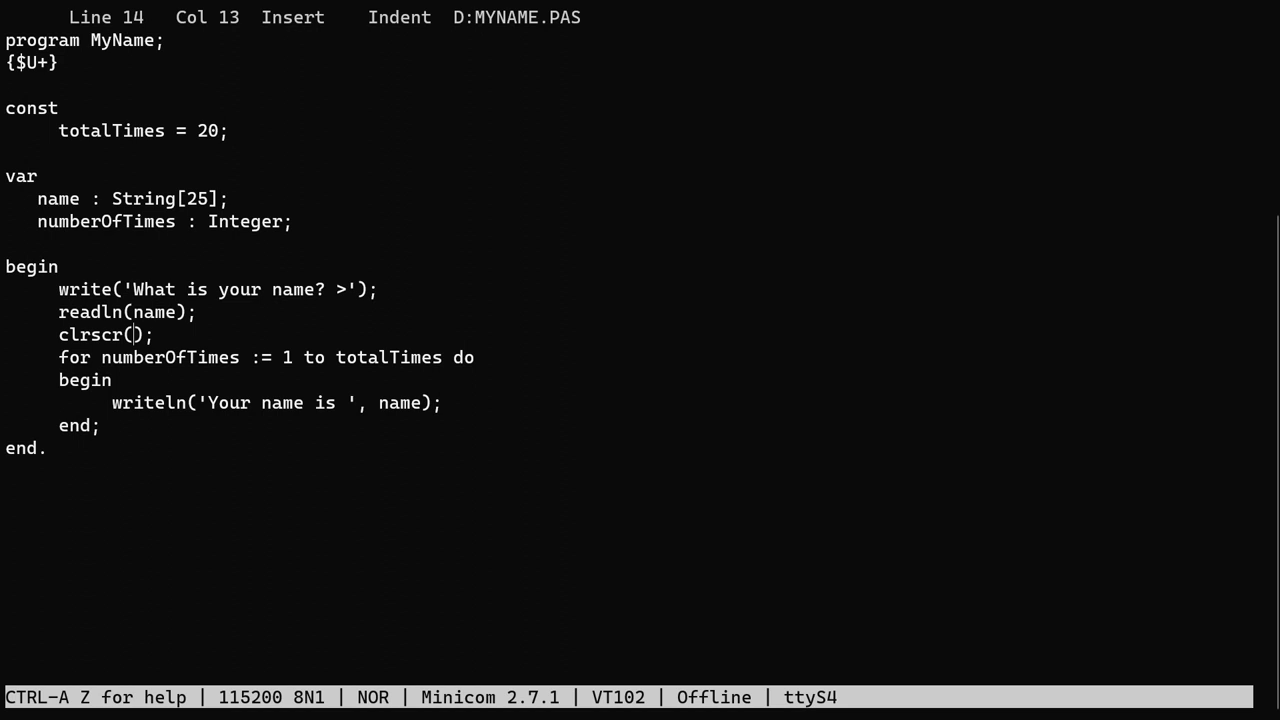 Line 14   Col 13  Insert    Indent  D:MYNAME.PAS
program MyName;
{$U+}
const
     totalTimes = 20;
var
   name : String[25];
   numberOfTimes : Integer;
begin
     write('What is your name? >');
     readln(name);
     clrscr();
     for numberOfTimes := 1 to totalTimes do
     begin
          writeln('Your name is ', name);
     end;
end.
CTRL-A Z for help | 115200 8N1 | NOR | Minicom 2.7.1 | VT102 | Offline | ttyS4